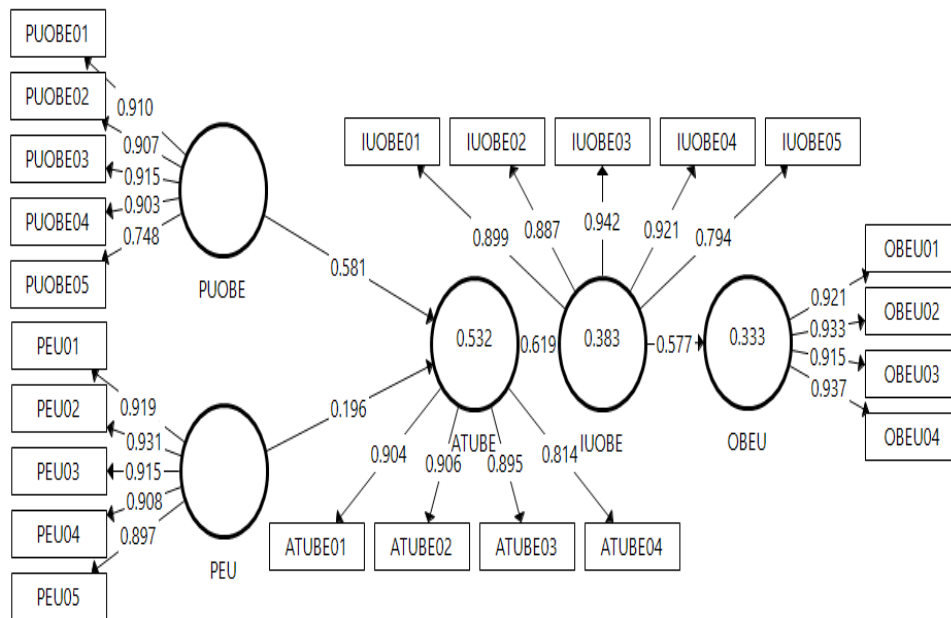 PUOBE01
PUOBE02
PUOBE03
PUOBE04
PUOBE05
0.910
0.907
0.915
0.903
0.748
PUOBE
PEU01
PEU02
PEU03
PEU04
PEU05
0.919
0.931
0.915
0.908
0.897
PEU
0.581
0.196
IUOBE01
IUOBE02
IUOBE03
IUOBE04
IUOBE05
0.899
0.887
0.942
0.921
0.794
0.532
0.619
0.383
0.577
0.333
ATUBE
IUOBE
OBEU
0.904
0.906
0.895
0.814
ATUBE01
ATUBE02
ATUBE03
ATUBE04
0.921
0.933
0.915
0.937
OBEU01
OBEU02
OBEU03
OBEU04